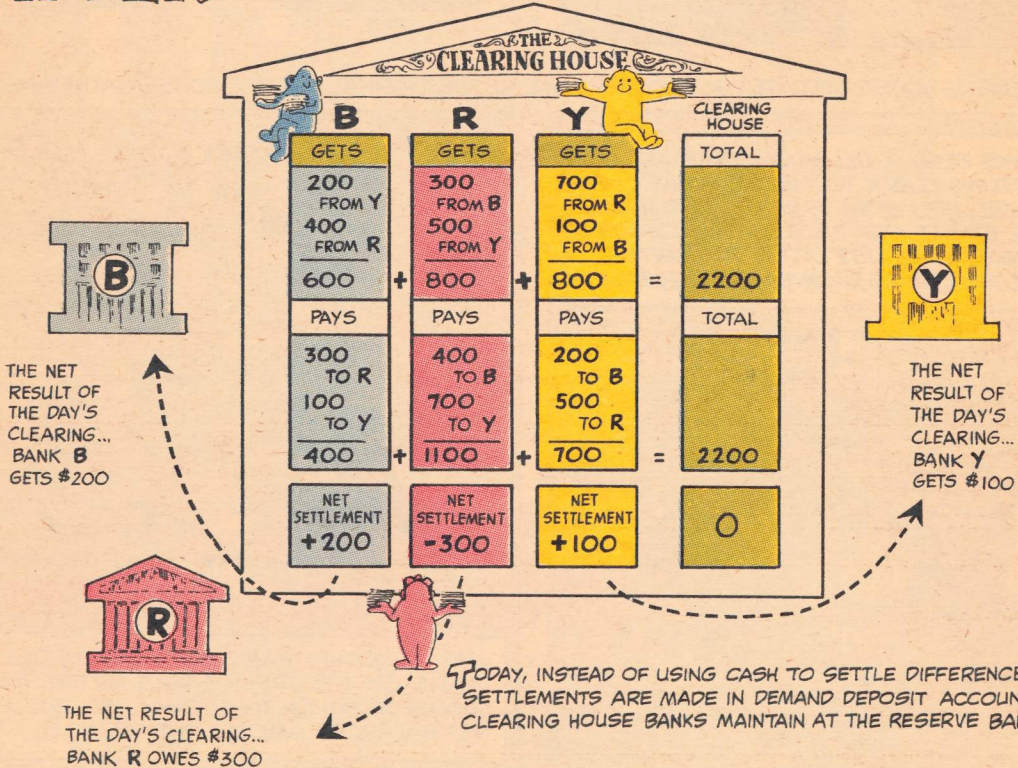 THE
CLEARING HOUSE
B R Y CLEARING
HOUSE
GETS GETS GETS TOTAL
200 300 700
FROM Y FROM B FROM R
400 500 100
FROM R FROM Y FROM B
600 + 800 + 800 = 2200
PAYS PAYS PAYS TOTAL
300 400 200
TO R TO B TO B
100 700 500
TO Y TO Y TO R
400 + 1100 + 700 = 2200
NET NET NET
SETTLEMENT SETTLEMENT SETTLEMENT
+200 -300 +100 0
B
THE NET
RESULT OF
THE DAY'S
CLEARING...
BANK B
GETS $200
Y
THE NET
RESULT OF
THE DAY'S
CLEARING...
BANK Y
GETS $100
R
THE NET RESULT OF
THE DAY'S CLEARING...
BANK R OWES $300
TODAY, INSTEAD OF USING CASH TO SETTLE
SETTLEMENTS ARE MADE IN DEMAND DEPOSIT
CLEARING HOUSE BANKS MAINTAIN AT THE RESERVE